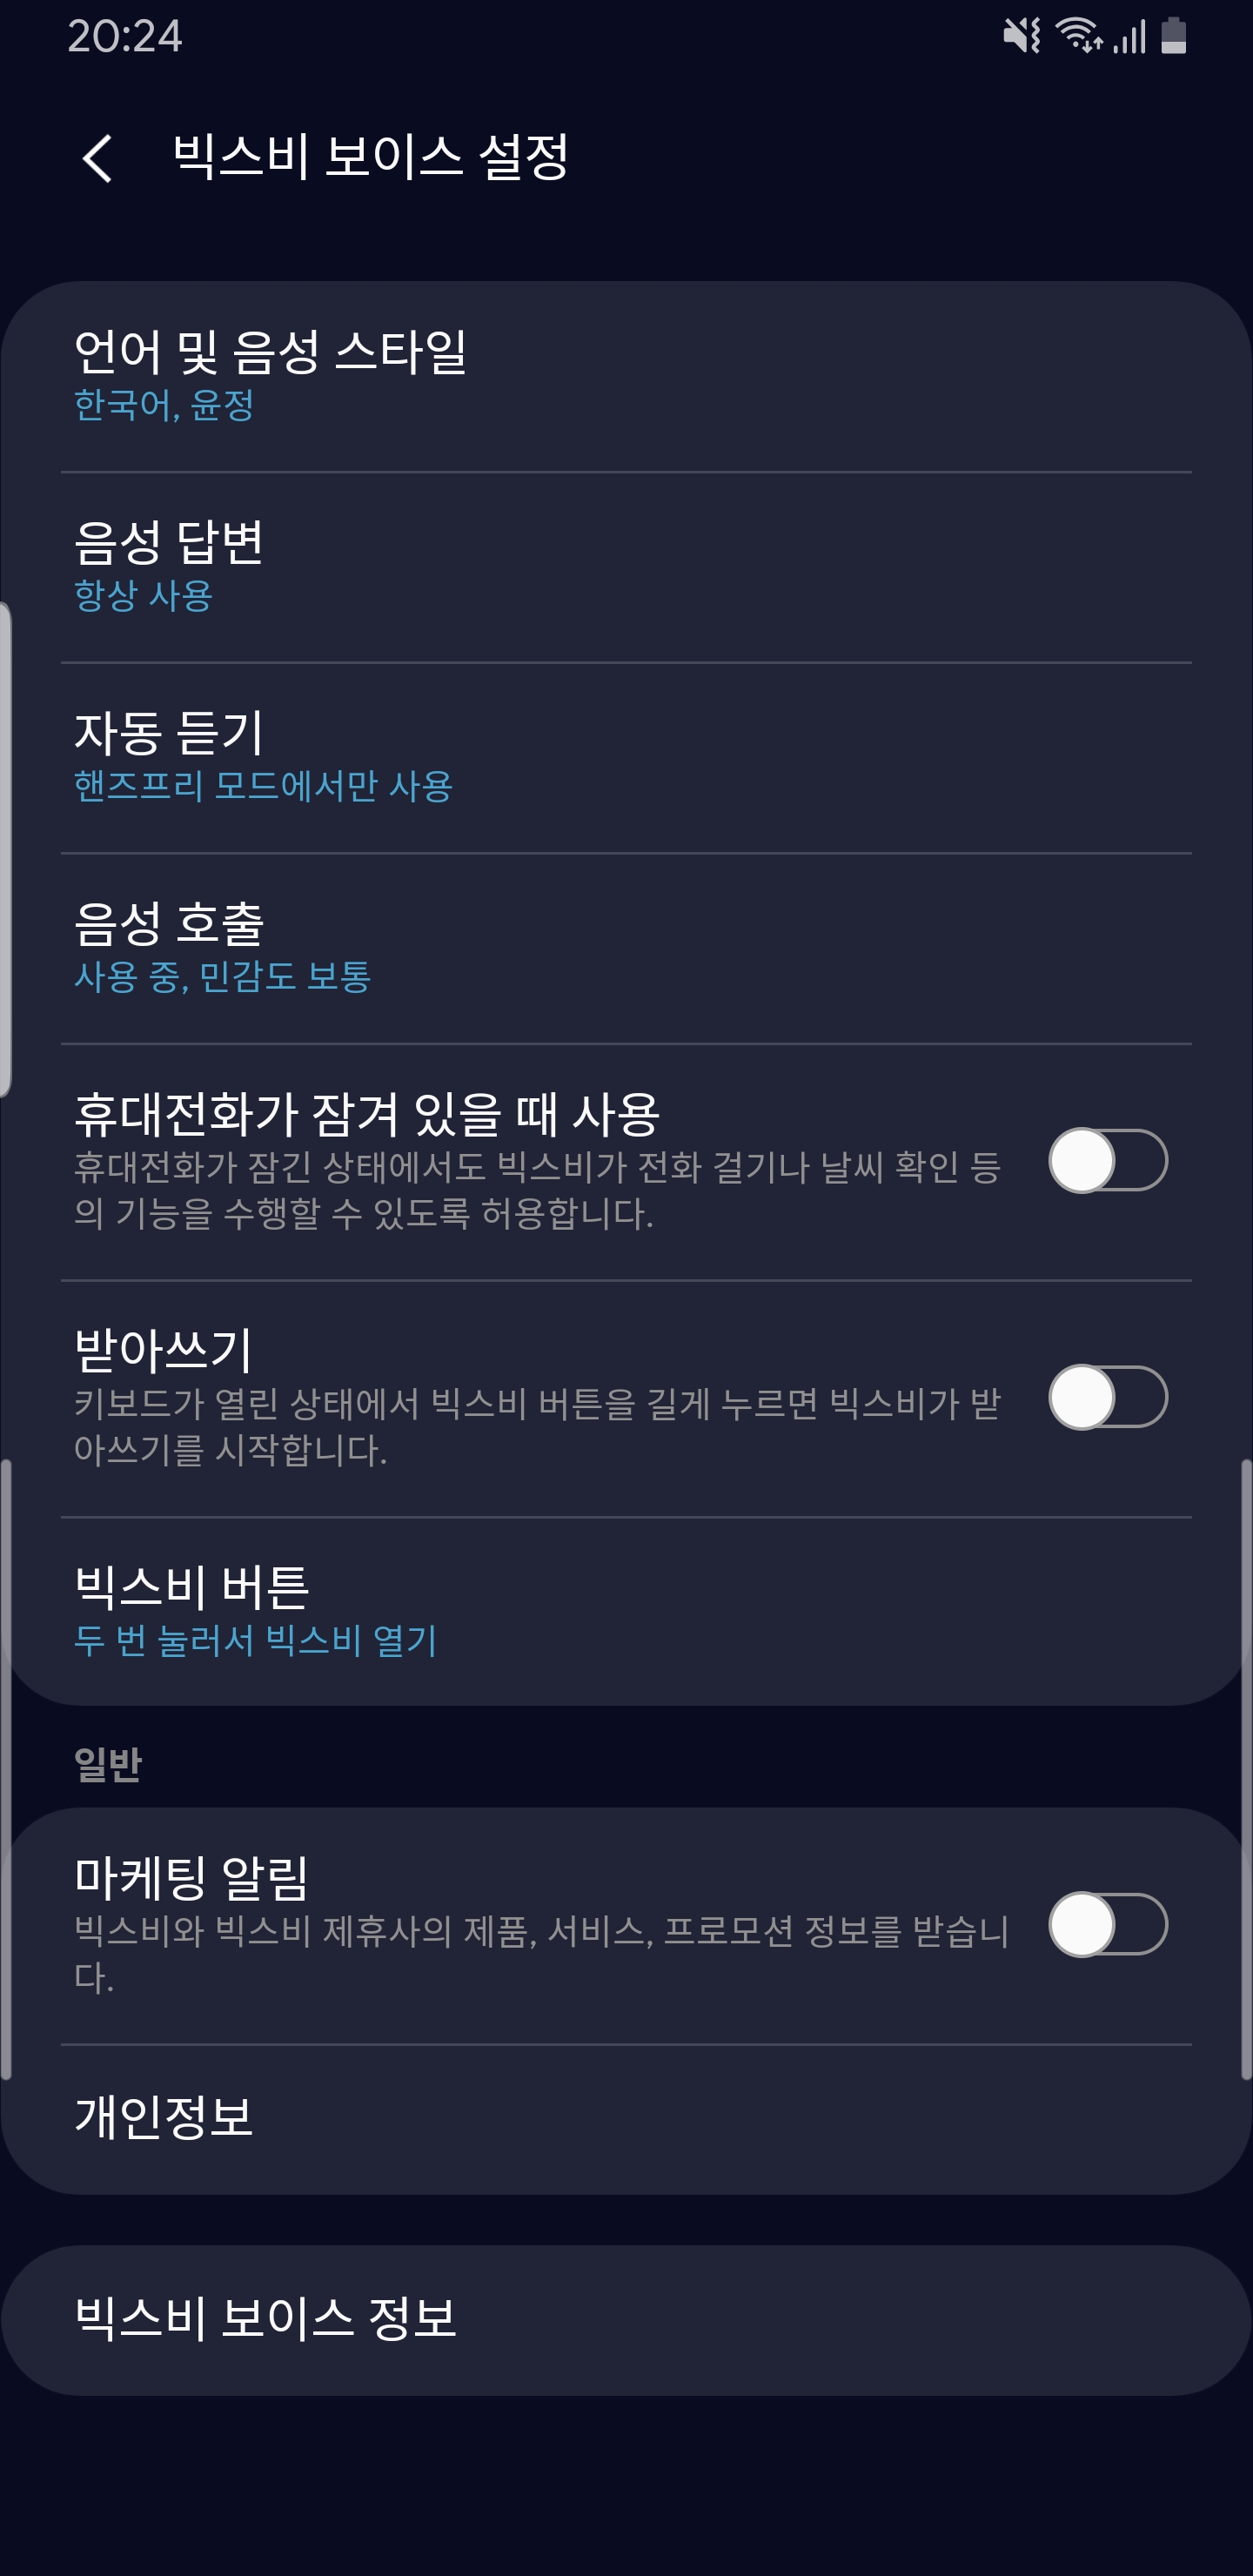 20:24
빅스비 보이스 설정
언어 및 음성 스타일
한국어, 윤정
음성 답변
항상 사용
자동 듣기
핸즈프리 모드에서만 사용
음성 호출
사용 중, 민감도 보통
휴대전화가 잠겨 있을 때 사용
휴대전화가 잠긴 상태에서도 빅스비가 전화 걸기나 날씨 확인 등
의 기능을 수행할 수 있도록 허용합니다.
받아쓰기
키보드가 열린 상태에서 빅스비 버튼을 길게 누르면 빅스비가 받
아쓰기를 시작합니다.
빅스비 버튼
두 번 눌러서 빅스비 열기
일반
마케팅 알림
빅스비와 빅스비 제휴사의 제품, 서비스, 프로모션 정보를 받습니
다.
개인정보
빅스비 보이스 정보